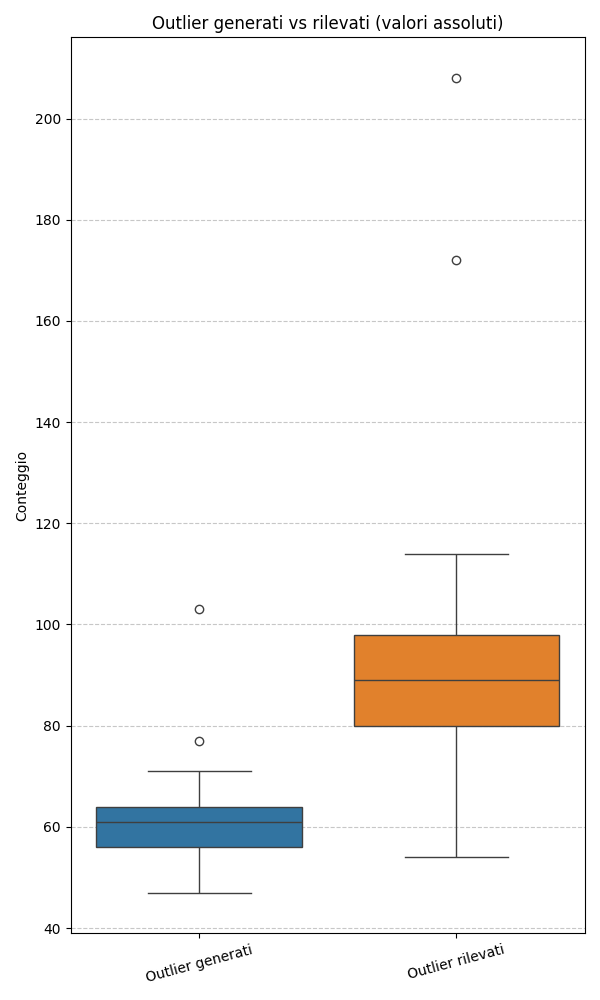 Outlier generati vs rilevati (valori assoluti)
200
180
160
140
120
100
80
60
40
Conteggio
Outlier generati
Outlier rilevati